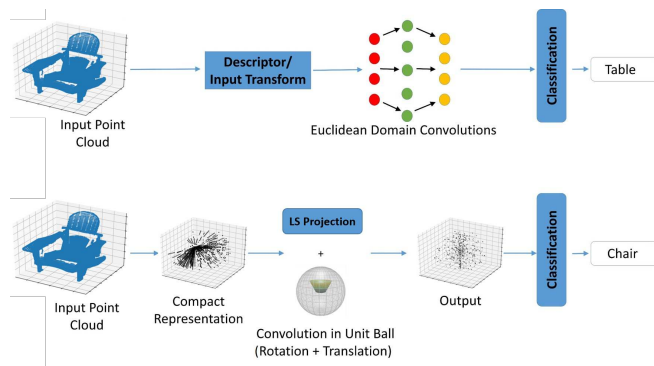 Descriptor/
Input Transform
Classification
Table
Input Point
Cloud
Euclidean Domain Convolutions
LS Projection
+
Classification
Chair
Input Point
Cloud
Compact
Representation
Convolution in Unit Ball
(Rotation + Translation)
Output